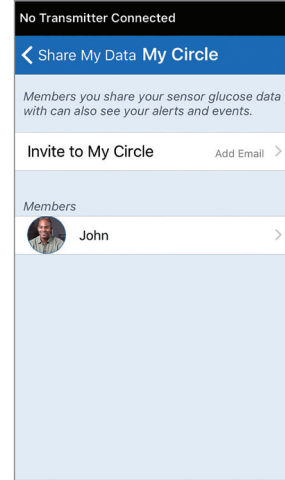 No Transmitter Connected
Share My Data My Circle
Members you share your sensor glucose data
with can also see your alerts and events.
Invite to My Circle Add Email
Members
John